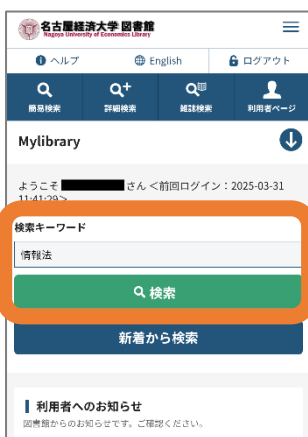 名古屋経済大学 図書館
Nagoya University of Economics Library
ヘルプ
English
ログアウト
簡易検索
詳細検索
雑誌検索
利用者ページ
Mylibrary
ようこそ さん <前回ログイン：2025-03-31
11:41:29>
検索キーワード
情報法
検索
新着から検索
利用者へのお知らせ
図書館からのお知らせです。ご確認ください。